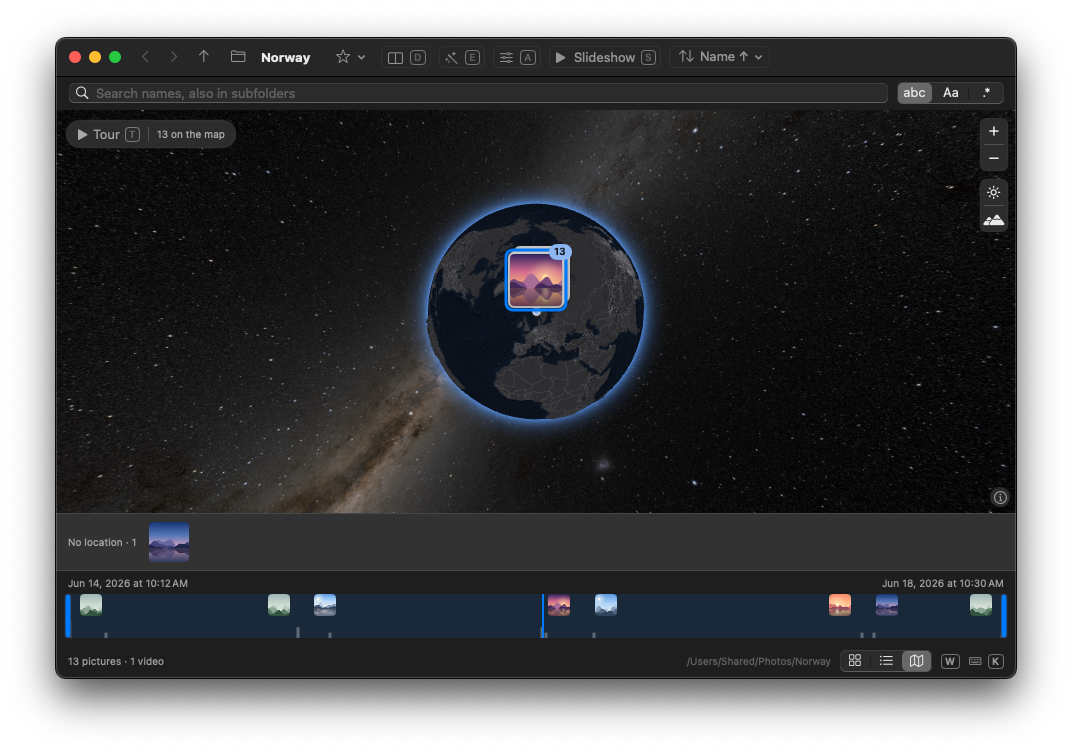 Norway
D
E
A
Slideshow S
Name
Search names, also in subfolders
abc
Aa
.*
Tour T
13 on the map
13
No location · 1
Jun 14, 2026 at 10:12 AM
Jun 18, 2026 at 10:30 AM
13 pictures · 1 video
/Users/Shared/Photos/Norway
W
K